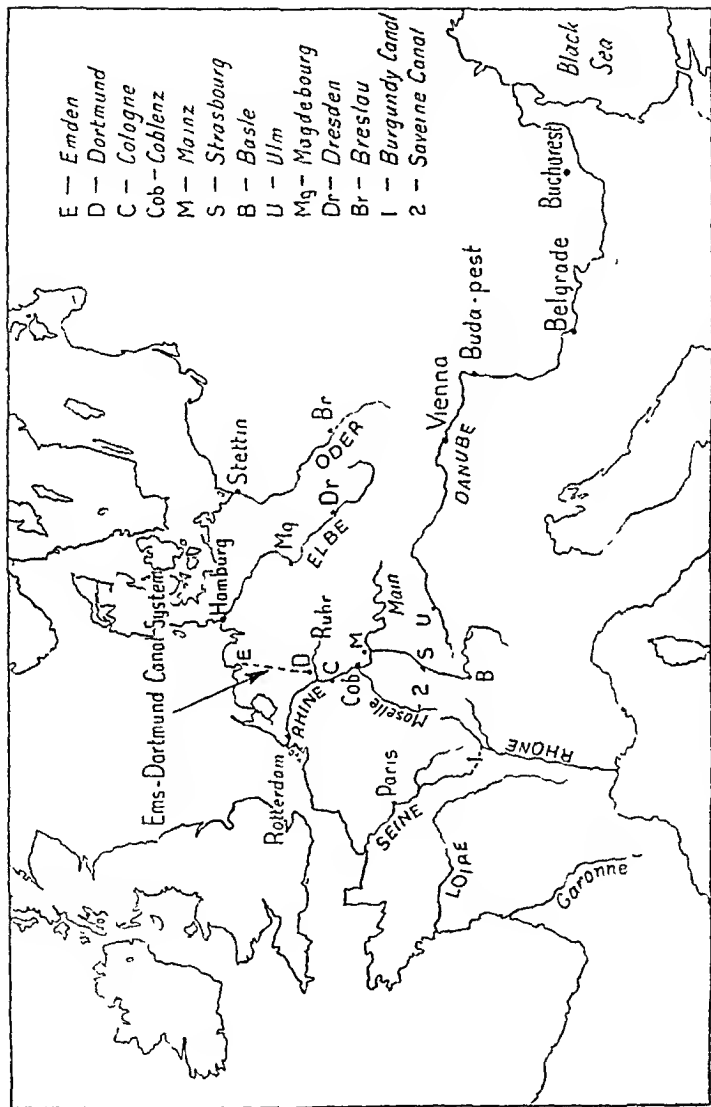 E — Emden
D — Dortmund
C — Cologne
Cob — Coblenz
M — Mainz
S — Strasbourg
B — Basle
U — Ulm
Mg — Magdebourg
Dr — Dresden
Br — Breslau
1 — Burgundy Canal
2 — Saverne Canal
Ems-Dortmund Canal System
Hamburg
Stettin
Rotterdam
E
D
Ruhr
RHINE
C
Cob
M
Main
Mg
ELBE
Dr
ODER
Br
Paris
SEINE
Moselle
2
S
U
B
1
LOIRE
RHONE
Garonne
DANUBE
Vienna
Buda-pest
Belgrade
Bucharest
Black
Sea